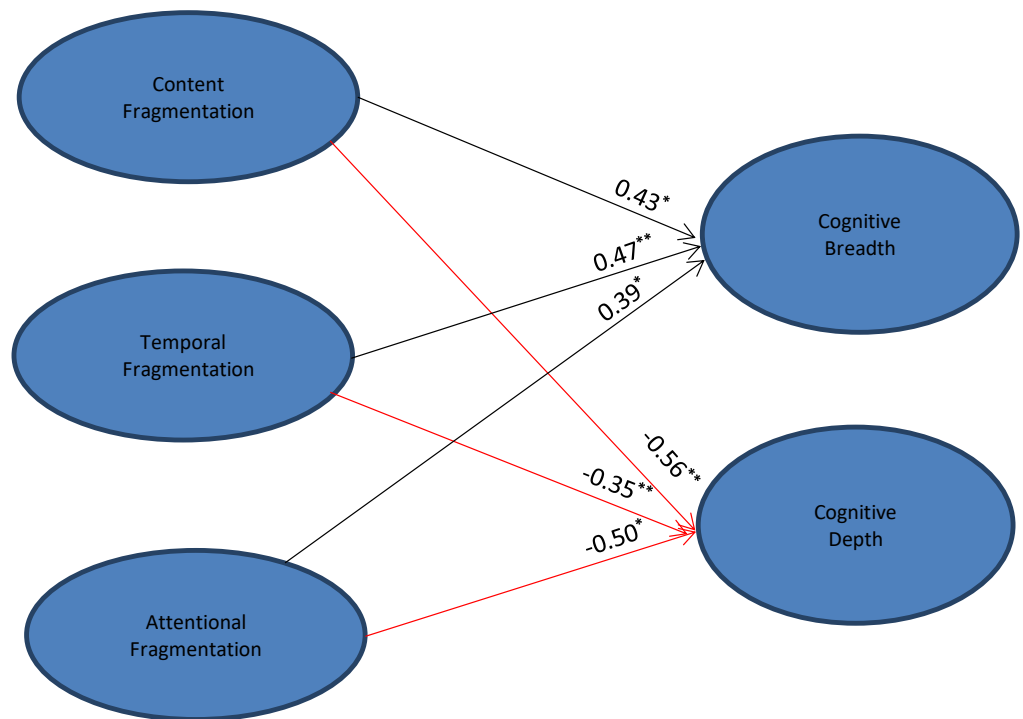 Content
Fragmentation
Cognitive
Breadth
0.43*
0.47**
0.39*
Temporal
Fragmentation
-0.56**
-0.35**
-0.50*
Cognitive
Depth
Attentional
Fragmentation